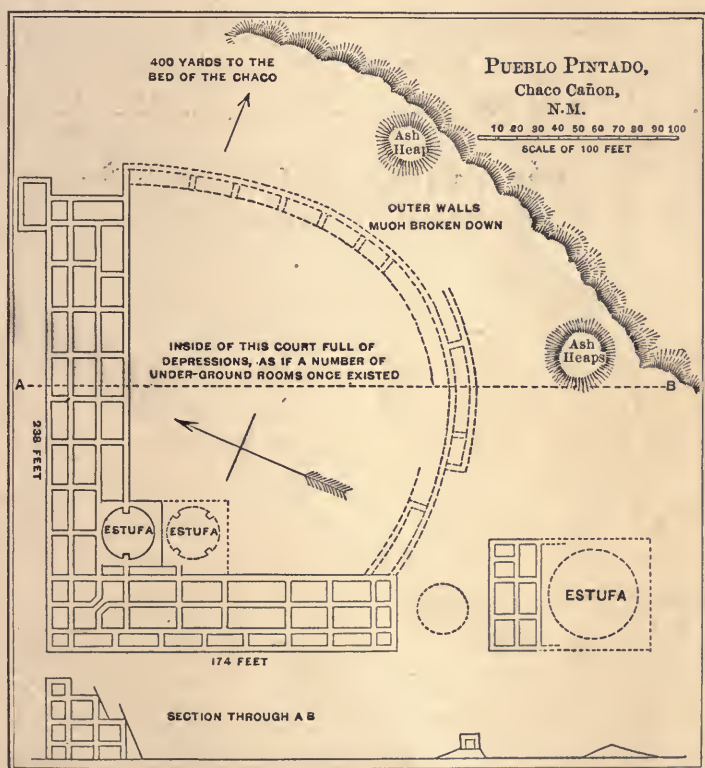 400 YARDS TO THE
BED OF THE CHACO
PUEBLO PINTADO,
Chaco Cañon,
N.M.
10 20 30 40 50 60 70 80 90 100
SCALE OF 100 FEET
Ash
Heap
OUTER WALLS
MUCH BROKEN DOWN
INSIDE OF THIS COURT FULL OF
DEPRESSIONS, AS IF A NUMBER OF
UNDER-GROUND ROOMS ONCE EXISTED
Ash
Heaps
A
B
238 FEET
ESTUFA
ESTUFA
ESTUFA
174 FEET
SECTION THROUGH A B